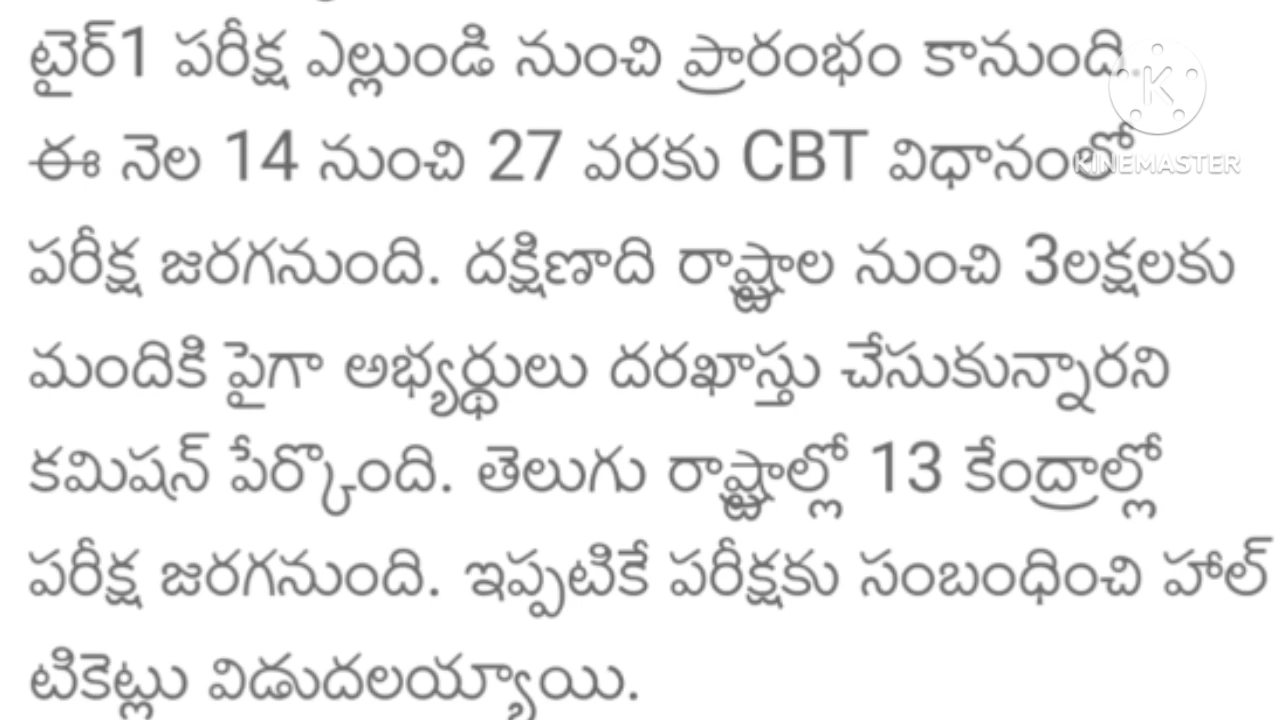 టైర్1 పరీక్ష ఎల్లుండి నుంచి ప్రారంభం కానుంది
ఈ నెల 14 నుంచి 27 వరకు CBT విధానంలో
పరీక్ష జరగనుంది. దక్షిణాది రాష్ట్రాల నుంచి 3లక్షలకు
మందికి పైగా అభ్యర్థులు దరఖాస్తు చేసుకున్నారని
కమిషన్ పేర్కొంది. తెలుగు రాష్ట్రాల్లో 13 కేంద్రాల్లో
పరీక్ష జరగనుంది. ఇప్పటికే పరీక్షకు సంబంధించి హాల్
టికెట్లు విడుదలయ్యాయి.
K
KINEMASTER